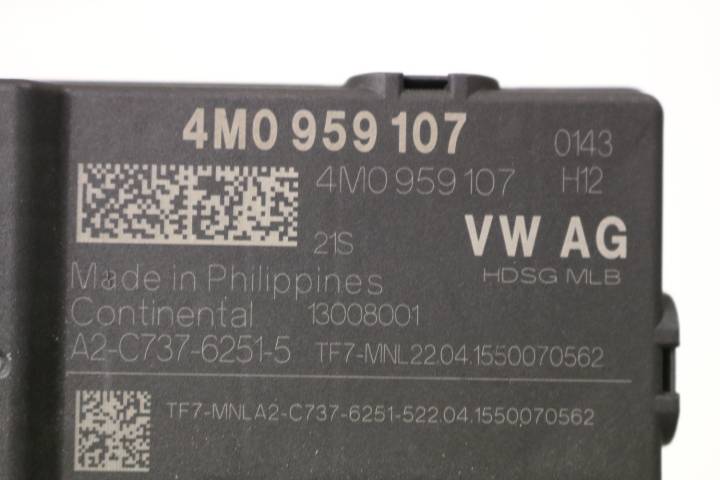 4M0 959 107
0143
4M0 959 107 H12
21S VW AG
HDSG MLB
Made in Philippines
Continental 13008001
A2-C737-6251-5 TF7-MNL22.04.1550070562
TF7-MNLA2-C737-6251-522.04.1550070562